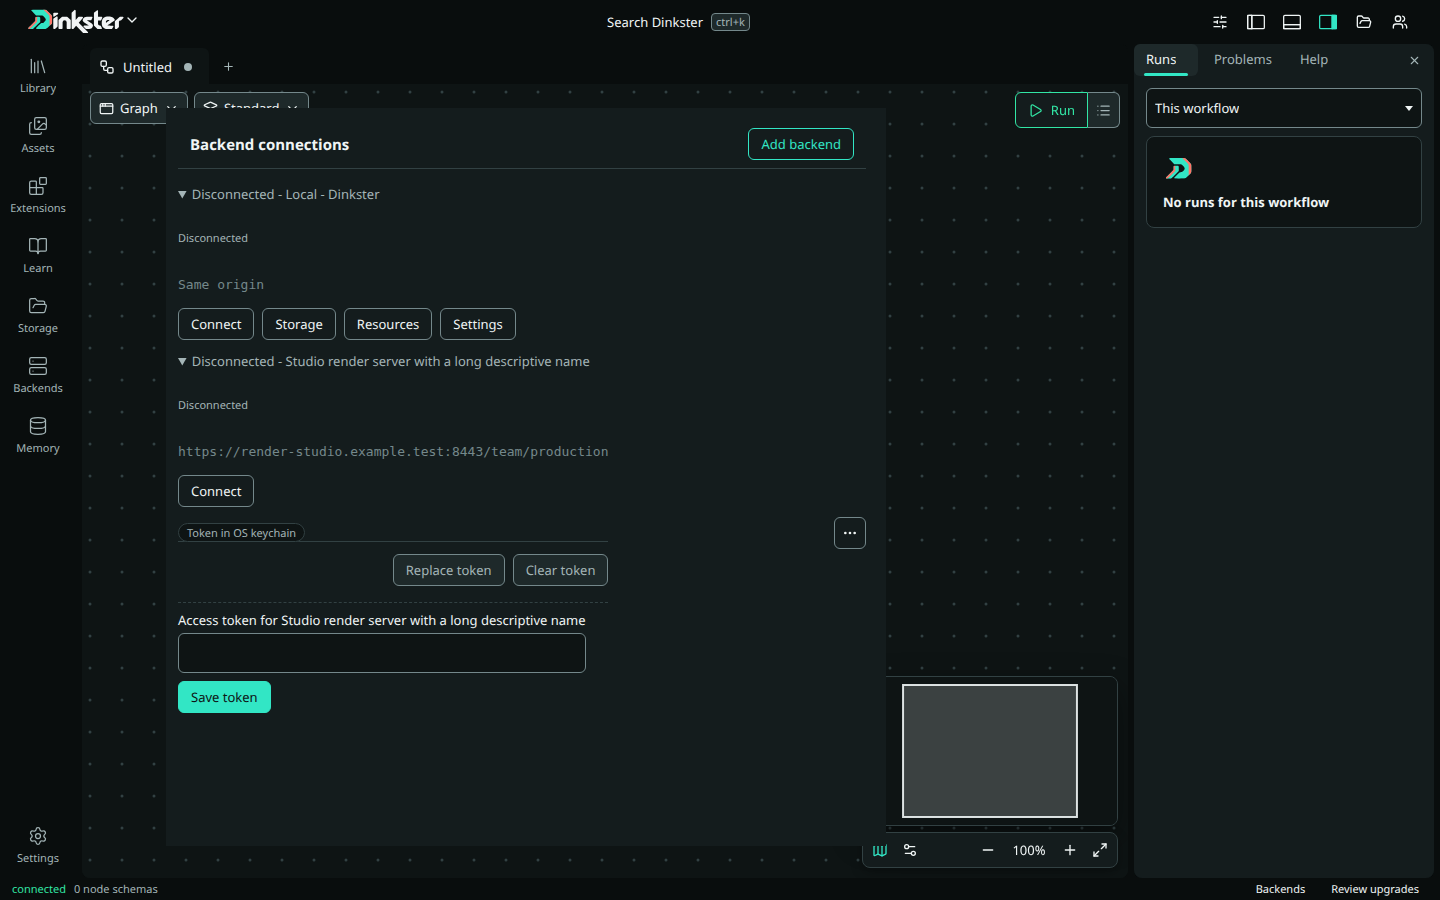 Dinkster
Search Dinkster ctrl+k
Library
Assets
Extensions
Learn
Storage
Backends
Memory
Settings
Untitled
Graph
Standard
Run
Backend connections
Add backend
Disconnected - Local - Dinkster
Disconnected
Same origin
Connect Storage Resources Settings
Disconnected - Studio render server with a long descriptive name
Disconnected
https://render-studio.example.test:8443/team/production
Connect
Token in OS keychain
Replace token Clear token
Access token for Studio render server with a long descriptive name
Save token
100%
Runs Problems Help
This workflow
No runs for this workflow
connected 0 node schemas
Backends Review upgrades